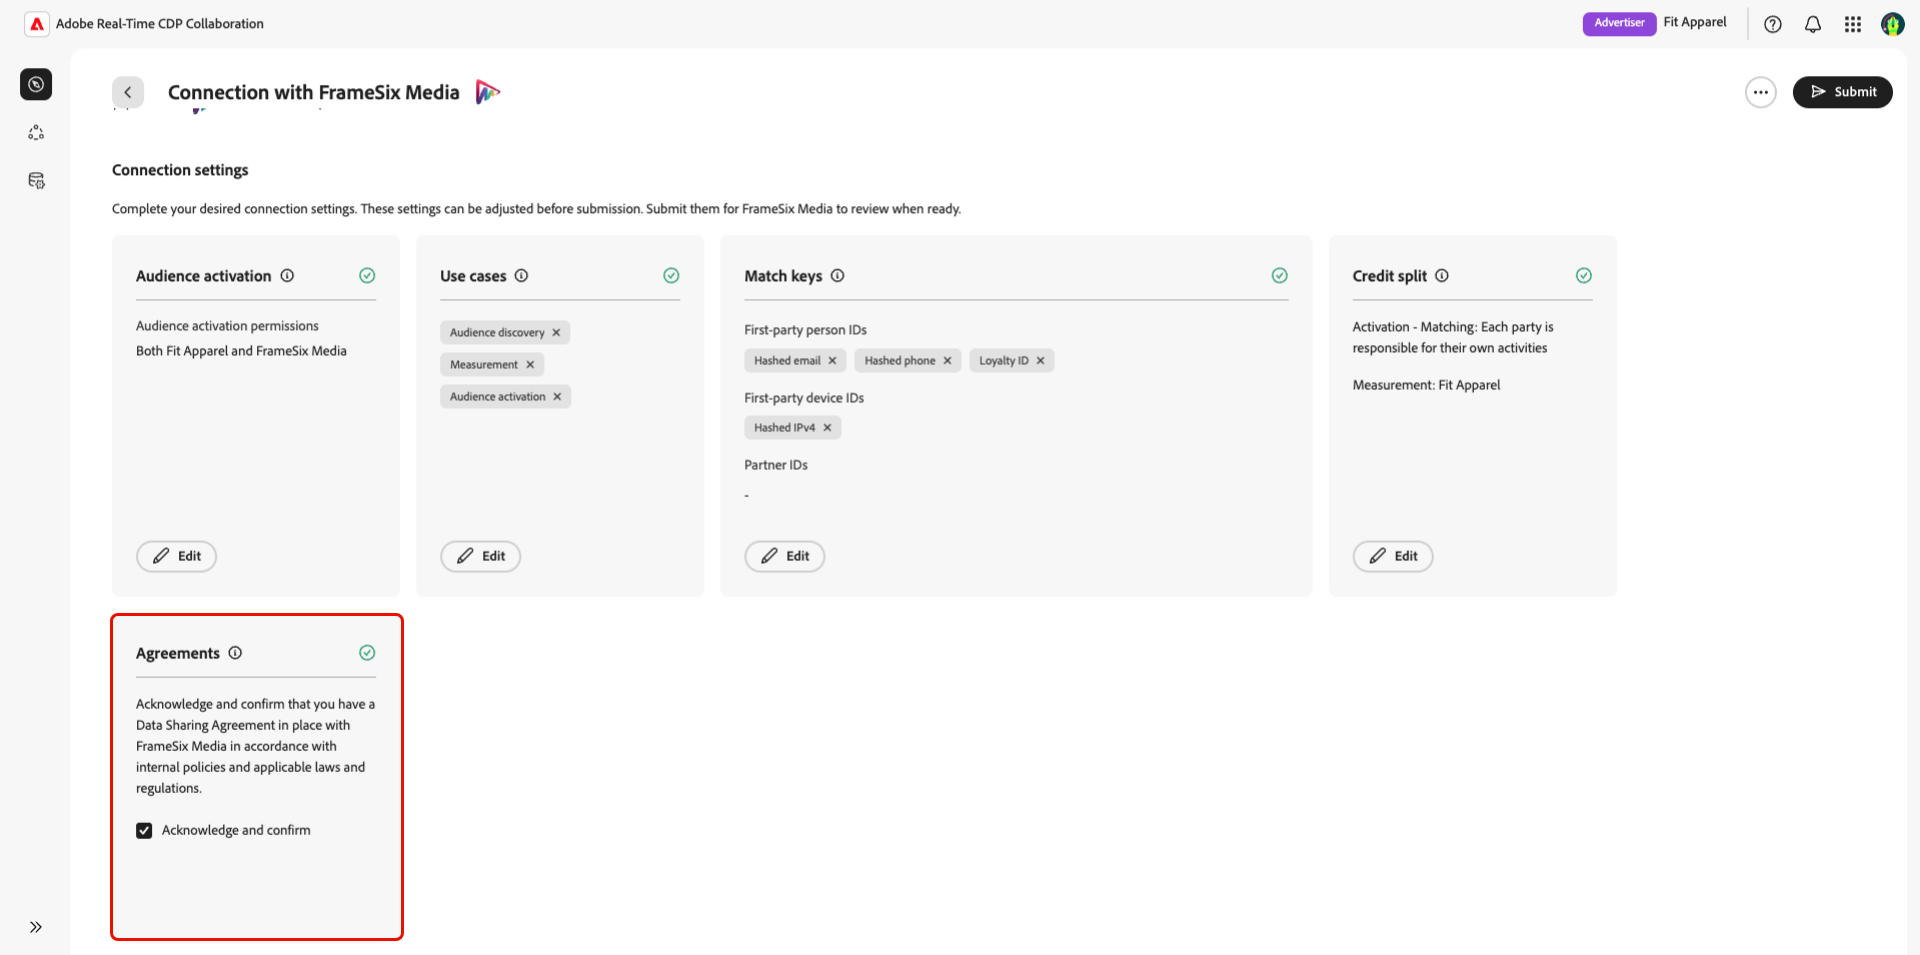 Adobe Real-Time CDP Collaboration
Advertiser Fit Apparel
Connection with FrameSix Media
Submit
Connection settings
Complete your desired connection settings. These settings can be adjusted before submission. Submit them for FrameSix Media to review when ready.
Audience activation
Audience activation permissions
Both Fit Apparel and FrameSix Media
Edit
Use cases
Audience discovery
Measurement
Audience activation
Edit
Match keys
First-party person IDs
Hashed email Hashed phone Loyalty ID
First-party device IDs
Hashed IPv4
Partner IDs
-
Edit
Credit split
Activation - Matching: Each party is
responsible for their own activities
Measurement: Fit Apparel
Edit
Agreements
Acknowledge and confirm that you have a
Data Sharing Agreement in place with
FrameSix Media in accordance with
internal policies and applicable laws and
regulations.
Acknowledge and confirm